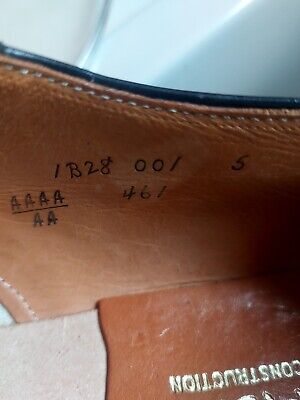 1B28 001 5
AAAA 461
AA
CONSTRUCTION